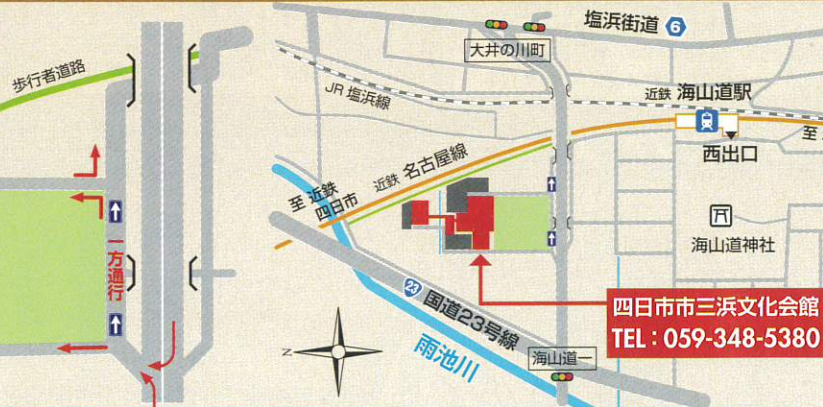 歩行者道路
一方通行
塩浜街道 6
大井の川町
JR 塩浜線
近鉄 海山道駅
至
西出口
近鉄 名古屋線
至 近鉄
四日市
海山道神社
23 国道23号線
雨池川
海山道一
N
四日市市三浜文化会館
TEL：059-348-5380